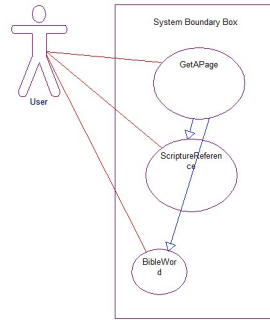 System Boundary Box
GetAPage
User
ScriptureReferen
ce
BibleWor
d